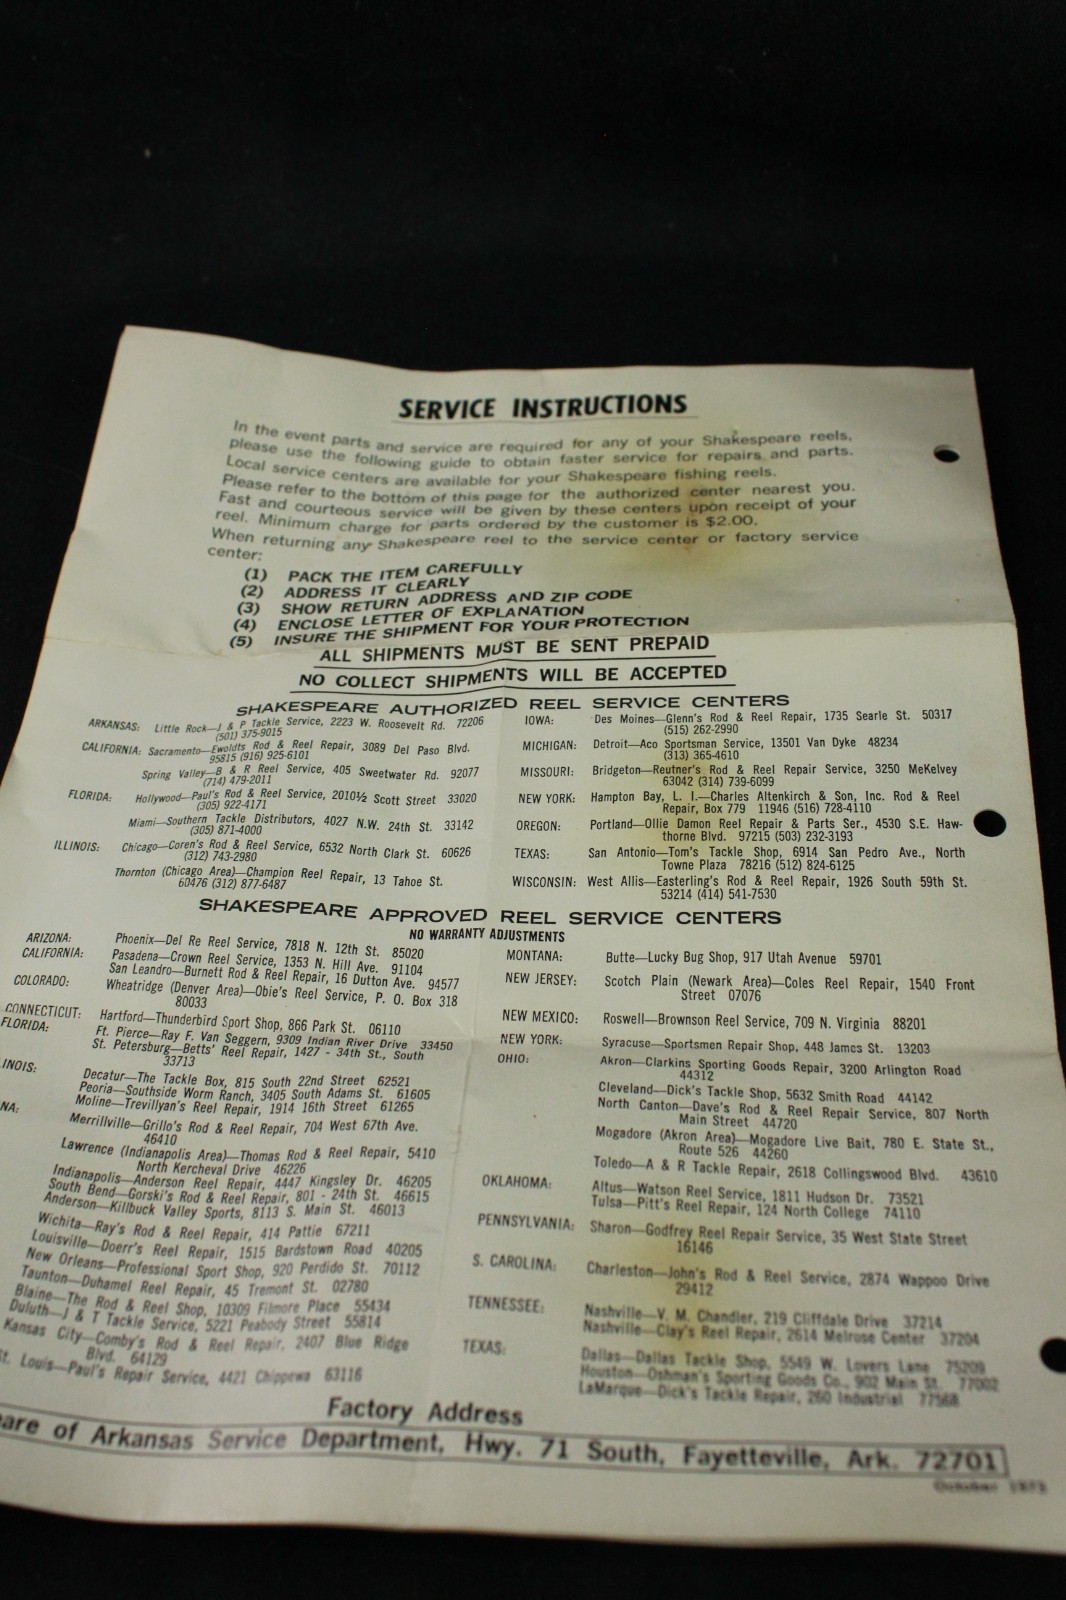 SERVICE INSTRUCTIONS
In the event parts and service are required for any of your Shakespeare reels,
please use the following guide to obtain faster service for repairs and parts.
Local service centers are available for your Shakespeare fishing reels.
Please refer to the bottom of this page for the authorized center nearest you.
Fast and courteous service will be given by these centers upon receipt of your
reel. Minimum charge for parts ordered by the customer is $2.00.
When returning any Shakespeare reel to the service center or factory service
center:
(1) PACK THE ITEM CAREFULLY
(2) ADDRESS IT CLEARLY
(3) SHOW RETURN ADDRESS AND ZIP CODE
(4) ENCLOSE LETTER OF EXPLANATION
(5) INSURE THE SHIPMENT FOR YOUR PROTECTION
ALL SHIPMENTS MUST BE SENT PREPAID
NO COLLECT SHIPMENTS WILL BE ACCEPTED
SHAKESPEARE AUTHORIZED REEL SERVICE CENTERS
ARKANSAS: Little Rock—J & P Tackle Service, 2223 W. Roosevelt Rd. 72206
(501) 375-9015
CALIFORNIA: Sacramento—Ewoldts Rod & Reel Repair, 3089 Del Paso Blvd.
95815 (916) 925-6101
Spring Valley—B & R Reel Service, 405 Sweetwater Rd. 92077
(714) 479-2011
FLORIDA: Hollywood—Paul's Rod & Reel Service, 2010½ Scott Street 33020
(305) 922-4171
Miami—Southern Tackle Distributors, 4027 N.W. 24th St. 33142
(305) 871-4000
ILLINOIS: Chicago—Coren's Rod & Reel Service, 6532 North Clark St. 60626
(312) 743-2980
Thornton (Chicago Area)—Champion Reel Repair, 13 Tahoe St.
60476 (312) 877-6487
IOWA: Des Moines—Glenn's Rod & Reel Repair, 1735 Searle St. 50317
(515) 262-2990
MICHIGAN: Detroit—Aco Sportsman Service, 13501 Van Dyke 48234
(313) 365-4610
MISSOURI: Bridgeton—Reutner's Rod & Reel Repair Service, 3250 McKelvey
63042 (314) 739-6099
NEW YORK: Hampton Bay, L. I.—Charles Altenkirch & Son, Inc. Rod & Reel
Repair, Box 779 11946 (516) 728-4110
OREGON: Portland—Ollie Damon Reel Repair & Parts Ser., 4530 S.E. Haw-
thorne Blvd. 97215 (503) 232-3193
TEXAS: San Antonio—Tom's Tackle Shop, 6914 San Pedro Ave., North
Towne Plaza 78216 (512) 824-6125
WISCONSIN: West Allis—Easterling's Rod & Reel Repair, 1926 South 59th St.
53214 (414) 541-7530
SHAKESPEARE APPROVED REEL SERVICE CENTERS
NO WARRANTY ADJUSTMENTS
ARIZONA: Phoenix—Del Re Reel Service, 7818 N. 12th St. 85020
CALIFORNIA: Pasadena—Crown Reel Service, 1353 N. Hill Ave. 91104
San Leandro—Burnett Rod & Reel Repair, 16 Dutton Ave. 94577
COLORADO: Wheatridge (Denver Area)—Obie's Reel Service, P. O. Box 318
80033
CONNECTICUT: Hartford—Thunderbird Sport Shop, 866 Park St. 06110
FLORIDA: Ft. Pierce—Ray F. Van Seggern, 9309 Indian River Drive 33450
St. Petersburg—Betts' Reel Repair, 1427 - 34th St., South
33713
INOIS: Decatur—The Tackle Box, 815 South 22nd Street 62521
Peoria—Southside Worm Ranch, 3405 South Adams St. 61605
Moline—Trevillyan's Reel Repair, 1914 16th Street 61265
NA: Merrillville—Grillo's Rod & Reel Repair, 704 West 67th Ave.
46410
Lawrence (Indianapolis Area)—Thomas Rod & Reel Repair, 5410
North Kercheval Drive 46226
Indianapolis—Anderson Reel Repair, 4447 Kingsley Dr. 46205
South Bend—Gorski's Rod & Reel Repair, 801 - 24th St. 46615
Anderson—Killbuck Valley Sports, 8113 S. Main St. 46013
Wichita—Ray's Rod & Reel Repair, 414 Pattie 67211
Louisville—Doerr's Reel Repair, 1515 Bardstown Road 40205
New Orleans—Professional Sport Shop, 920 Perdido St. 70112
Taunton—Duhamel Reel Repair, 45 Tremont St. 02780
Blaine—The Rod & Reel Shop, 10309 Filmore Place 55434
Duluth—J & T Tackle Service, 5221 Peabody Street 55814
Kansas City—Comby's Rod & Reel Repair, 2407 Blue Ridge
Blvd. 64129
St. Louis—Paul's Repair Service, 4421 Chippewa 63116
MONTANA: Butte—Lucky Bug Shop, 917 Utah Avenue 59701
NEW JERSEY: Scotch Plain (Newark Area)—Coles Reel Repair, 1540 Front
Street 07076
NEW MEXICO: Roswell—Brownson Reel Service, 709 N. Virginia 88201
NEW YORK: Syracuse—Sportsmen Repair Shop, 448 James St. 13203
OHIO: Akron—Clarkins Sporting Goods Repair, 3200 Arlington Road
44312
Cleveland—Dick's Tackle Shop, 5632 Smith Road 44142
North Canton—Dave's Rod & Reel Repair Service, 807 North
Main Street 44720
Mogadore (Akron Area)—Mogadore Live Bait, 780 E. State St.,
Route 526 44260
Toledo—A & R Tackle Repair, 2618 Collingswood Blvd. 43610
OKLAHOMA: Altus—Watson Reel Service, 1811 Hudson Dr. 73521
Tulsa—Pitt's Reel Repair, 124 North College 74110
PENNSYLVANIA: Sharon—Godfrey Reel Repair Service, 35 West State Street
16146
S. CAROLINA: Charleston—John's Rod & Reel Service, 2874 Wappoo Drive
29412
TENNESSEE: Nashville—V. M. Chandler, 219 Cliffdale Drive 37214
Nashville—Clay's Reel Repair, 2614 Melrose Center 37204
TEXAS: Dallas—Dallas Tackle Shop, 5549 W. Lovers Lane 75209
Houston—Oshman's Sporting Goods Co., 902 Main St. 77002
LaMarque—Dick's Tackle Repair, 260 Industrial 77568
Factory Address
are of Arkansas Service Department, Hwy. 71 South, Fayetteville, Ark. 72701
October